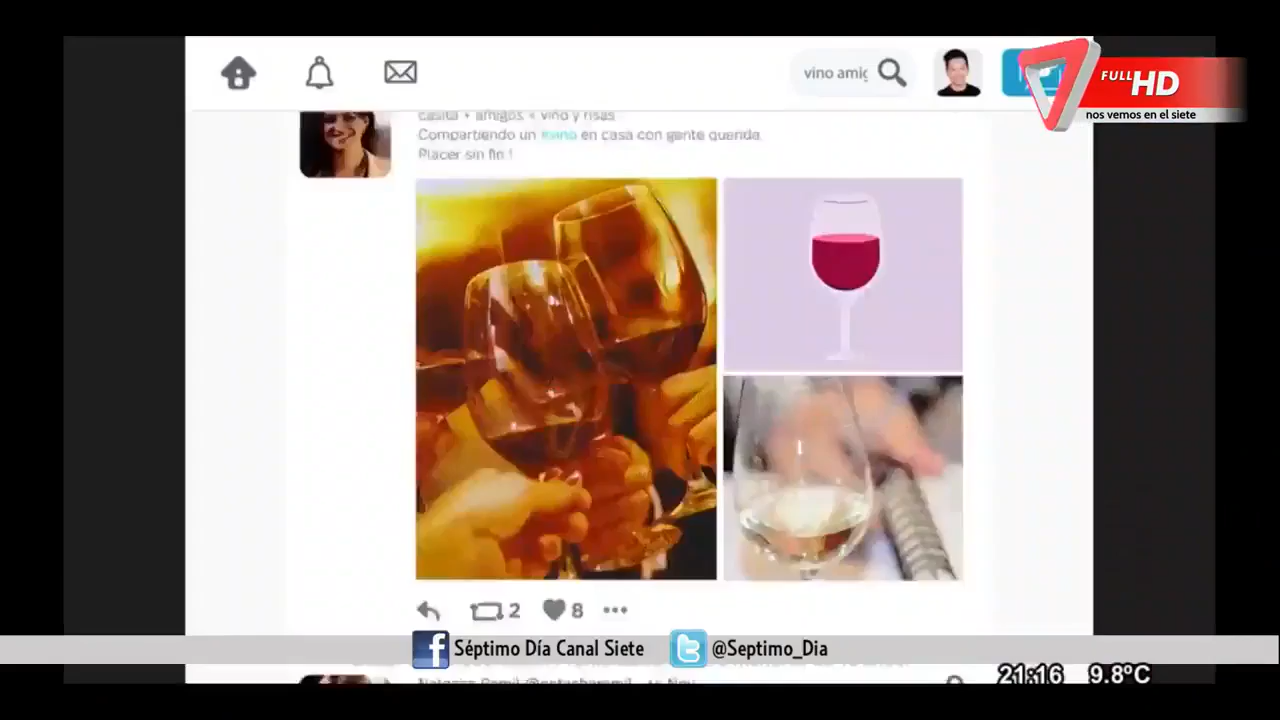 vino amig
FULL HD
nos vemos en el siete
casita + amigos = vino y risas
Compartiendo un #vino en casa con gente querida.
Placer sin fin !
2
8
Séptimo Día Canal Siete
@Septimo_Dia
21:16 9.8°C